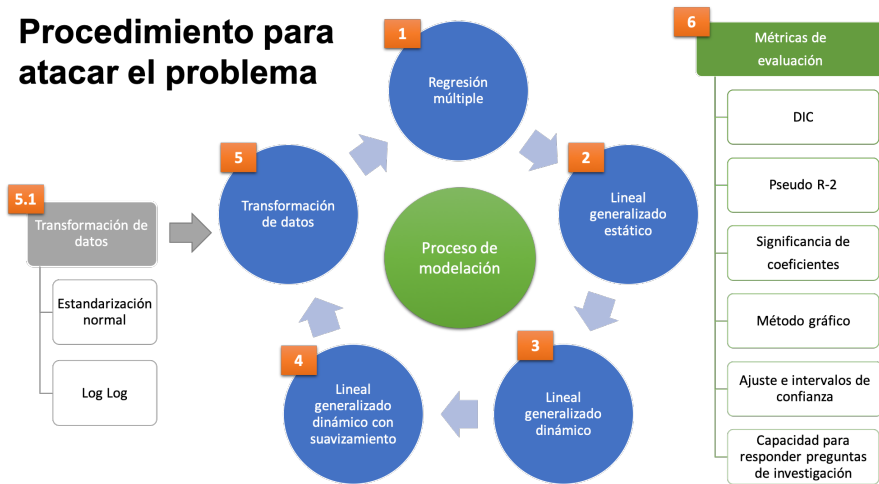 Procedimiento para
atacar el problema
1
Regresión
múltiple
2
Lineal
generalizado
estático
3
Lineal
generalizado
dinámico
4
Lineal
generalizado
dinámico con
suavizamiento
5
Transformación
de datos
Proceso de
modelación
5.1
Transformación de
datos
Estandarización
normal
Log Log
6
Métricas de
evaluación
DIC
Pseudo R-2
Significancia de
coeficientes
Método gráfico
Ajuste e intervalos de
confianza
Capacidad para
responder preguntas
de investigación